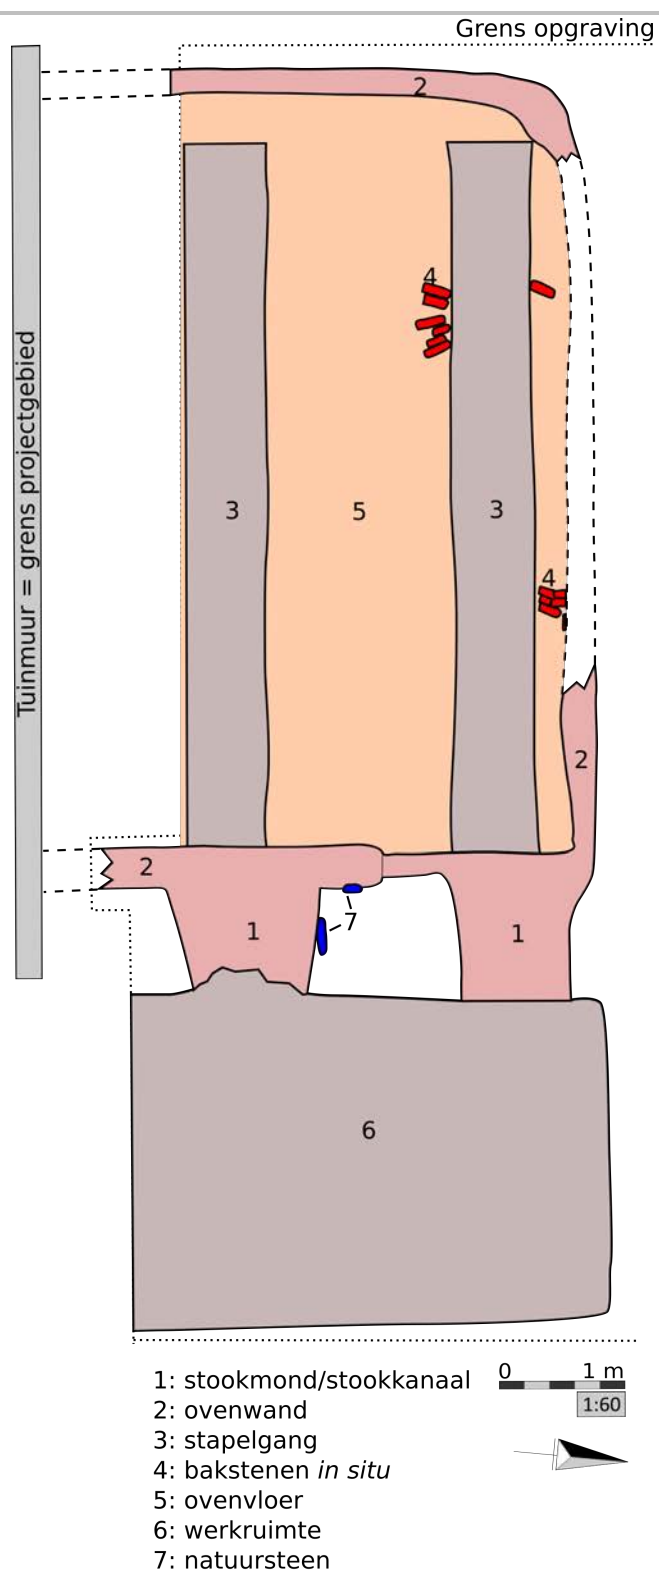 Grens opgraving
2
4
Tuinmuur = grens projectgebied
3
5
3
4
2
2
7
1
1
6
0 1 m
1:60
1: stookmond/stookkanaal
2: ovenwand
3: stapelgang
4: bakstenen in situ
5: ovenvloer
6: werkruimte
7: natuursteen